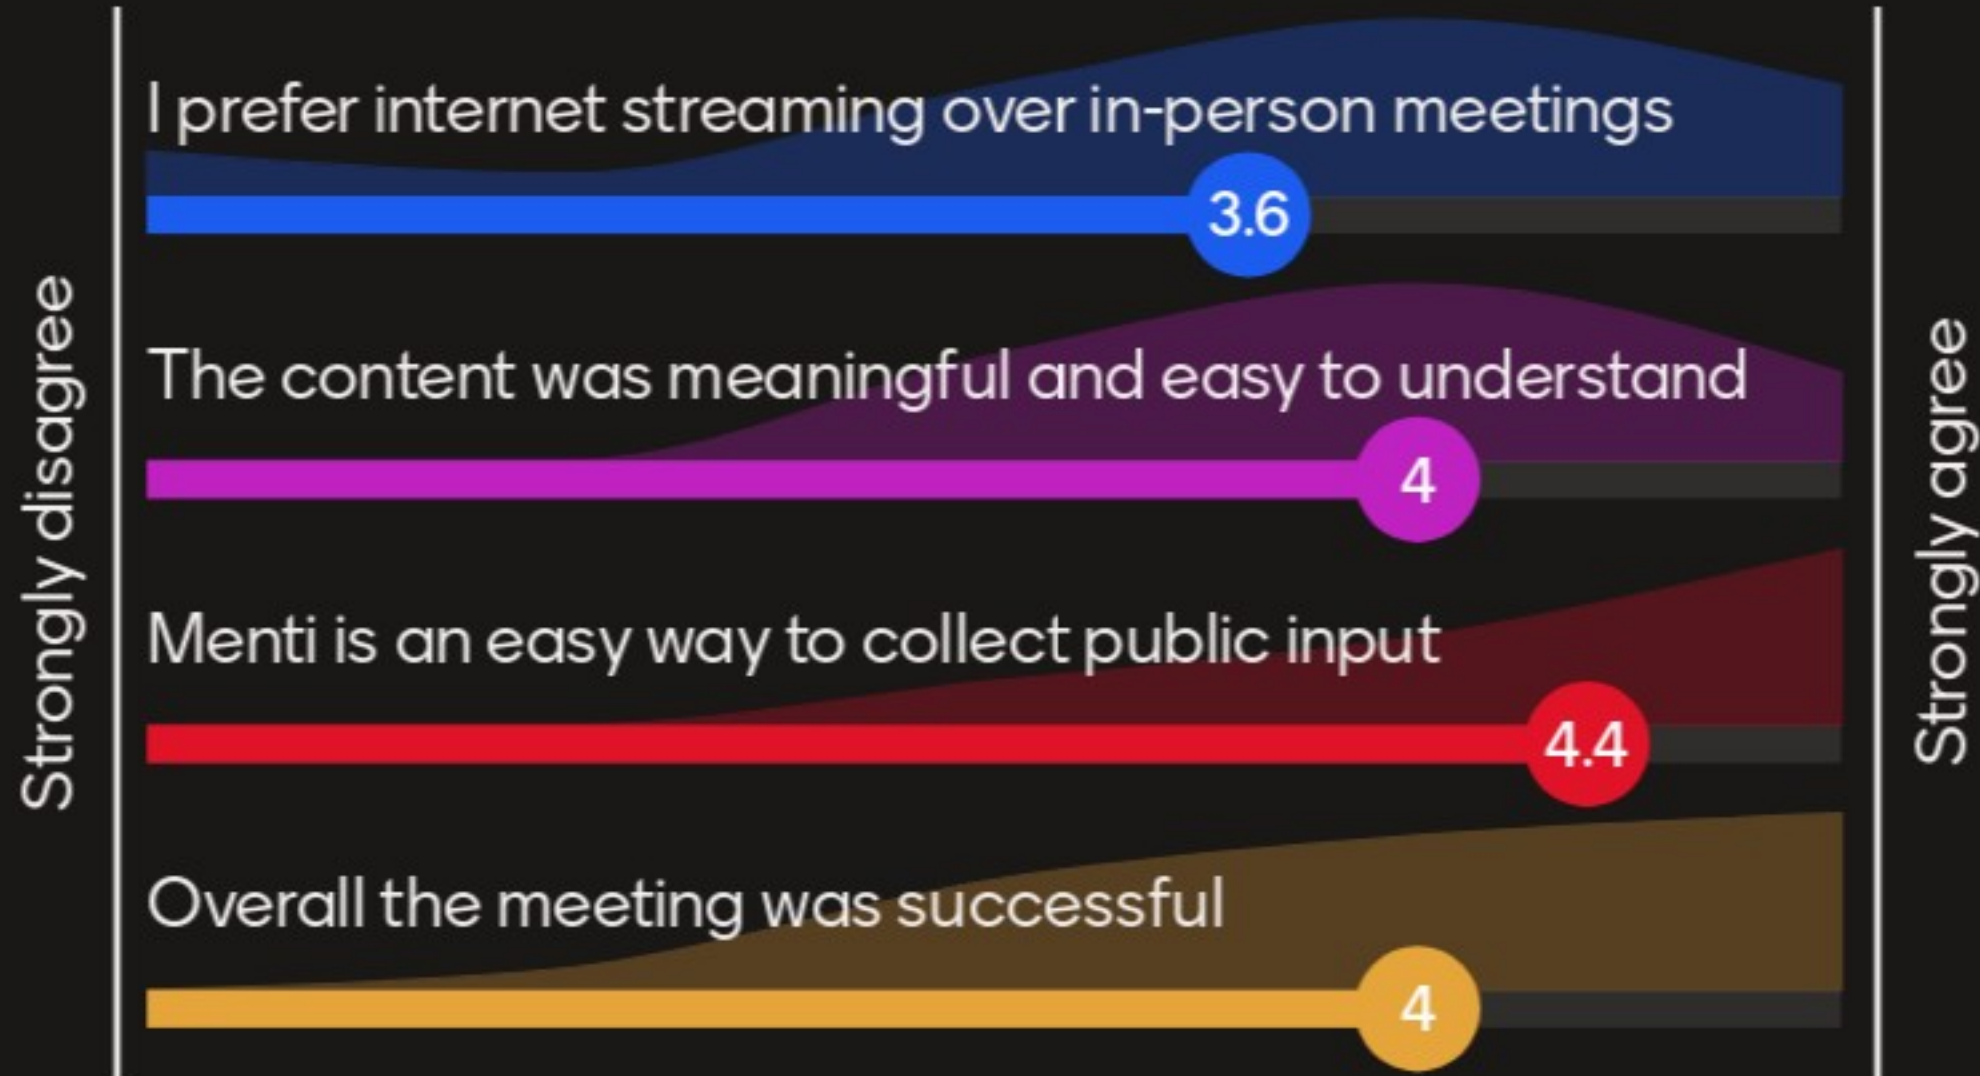 Strongly disagree
I prefer internet streaming over in-person meetings
3.6
The content was meaningful and easy to understand
4
Menti is an easy way to collect public input
4.4
Overall the meeting was successful
4
Strongly agree